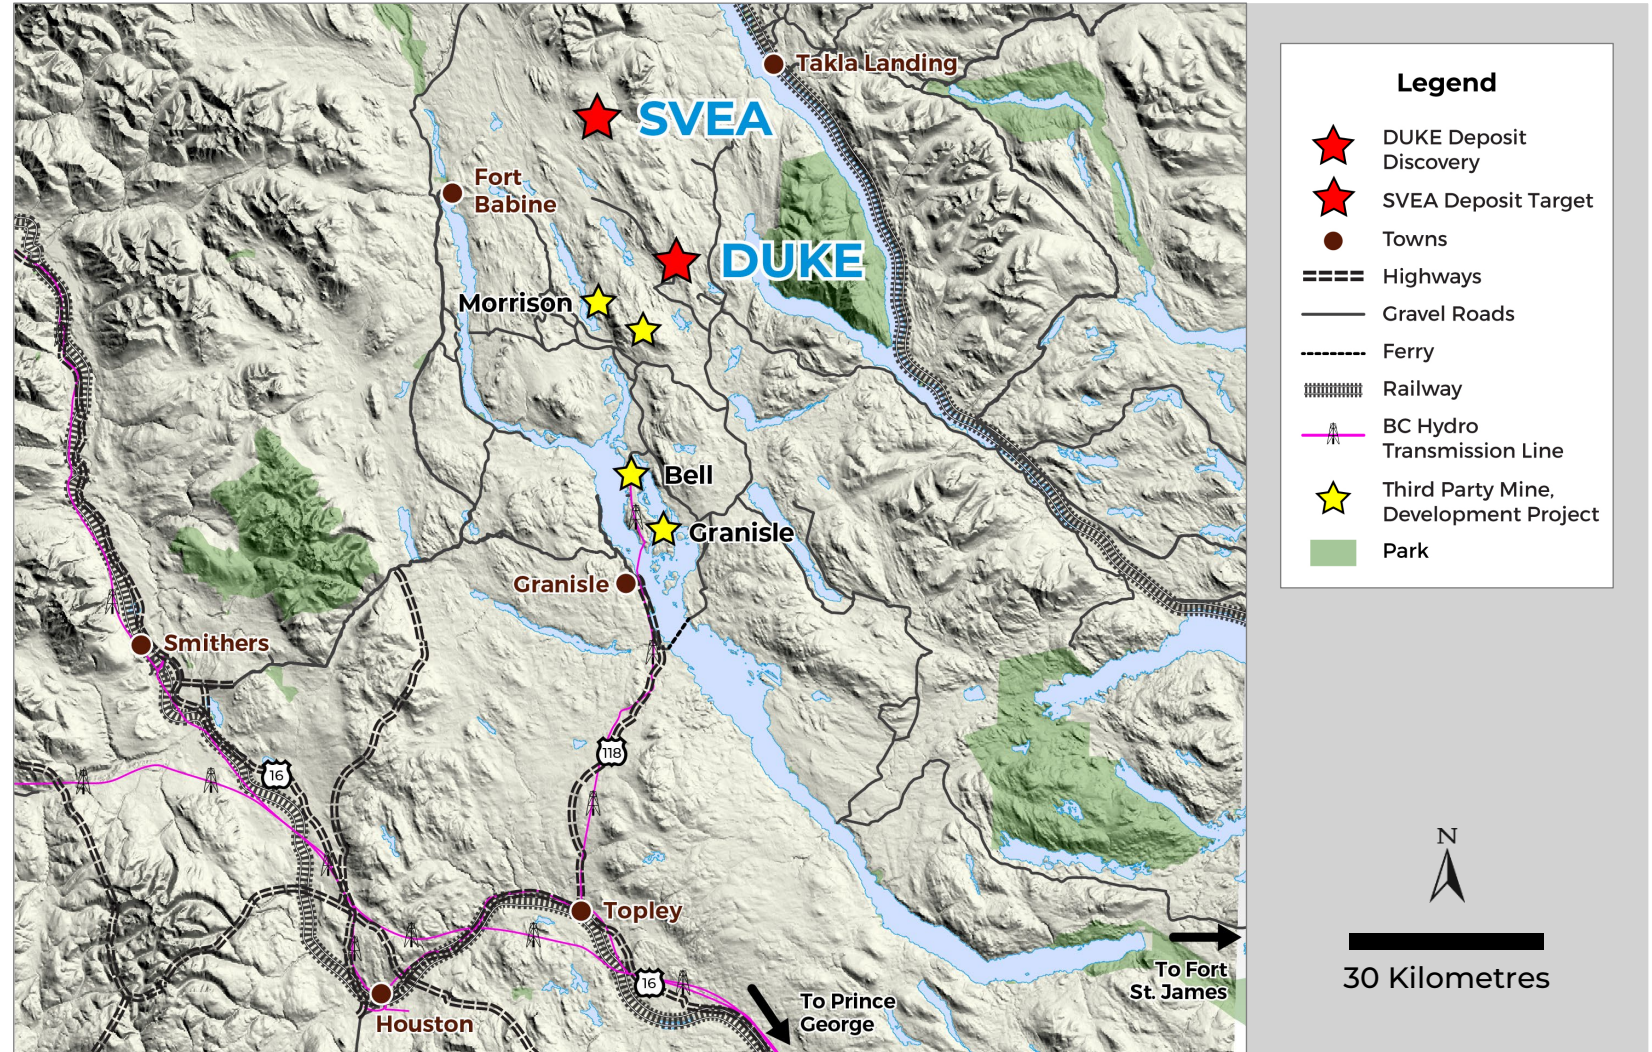 Takla Landing
SVEA
Fort
Babine
DUKE
Morrison
Bell
Granisle
Granisle
Smithers
118
16
Topley
16
To Fort
St. James
To Prince
George
Houston
Legend
DUKE Deposit
Discovery
SVEA Deposit Target
Towns
Highways
Gravel Roads
Ferry
Railway
BC Hydro
Transmission Line
Third Party Mine,
Development Project
Park
N
30 Kilometres